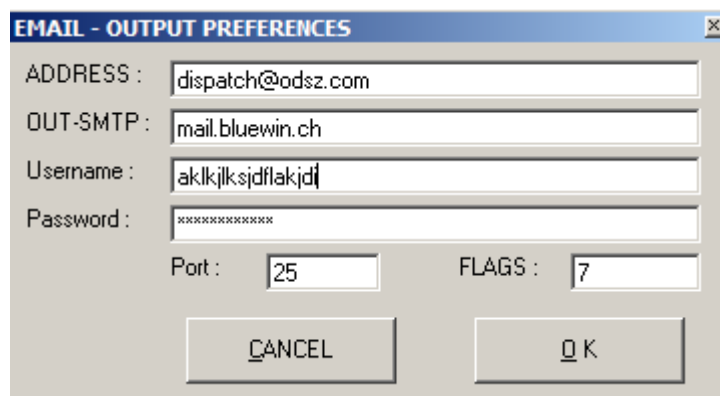 EMAIL - OUTPUT PREFERENCES
ADDRESS : dispatch@odsz.com
OUT-SMTP : mail.bluewin.ch
Username : aklkjlksjdflakjdi
Password : ************
Port : 25 FLAGS : 7
CANCEL O K